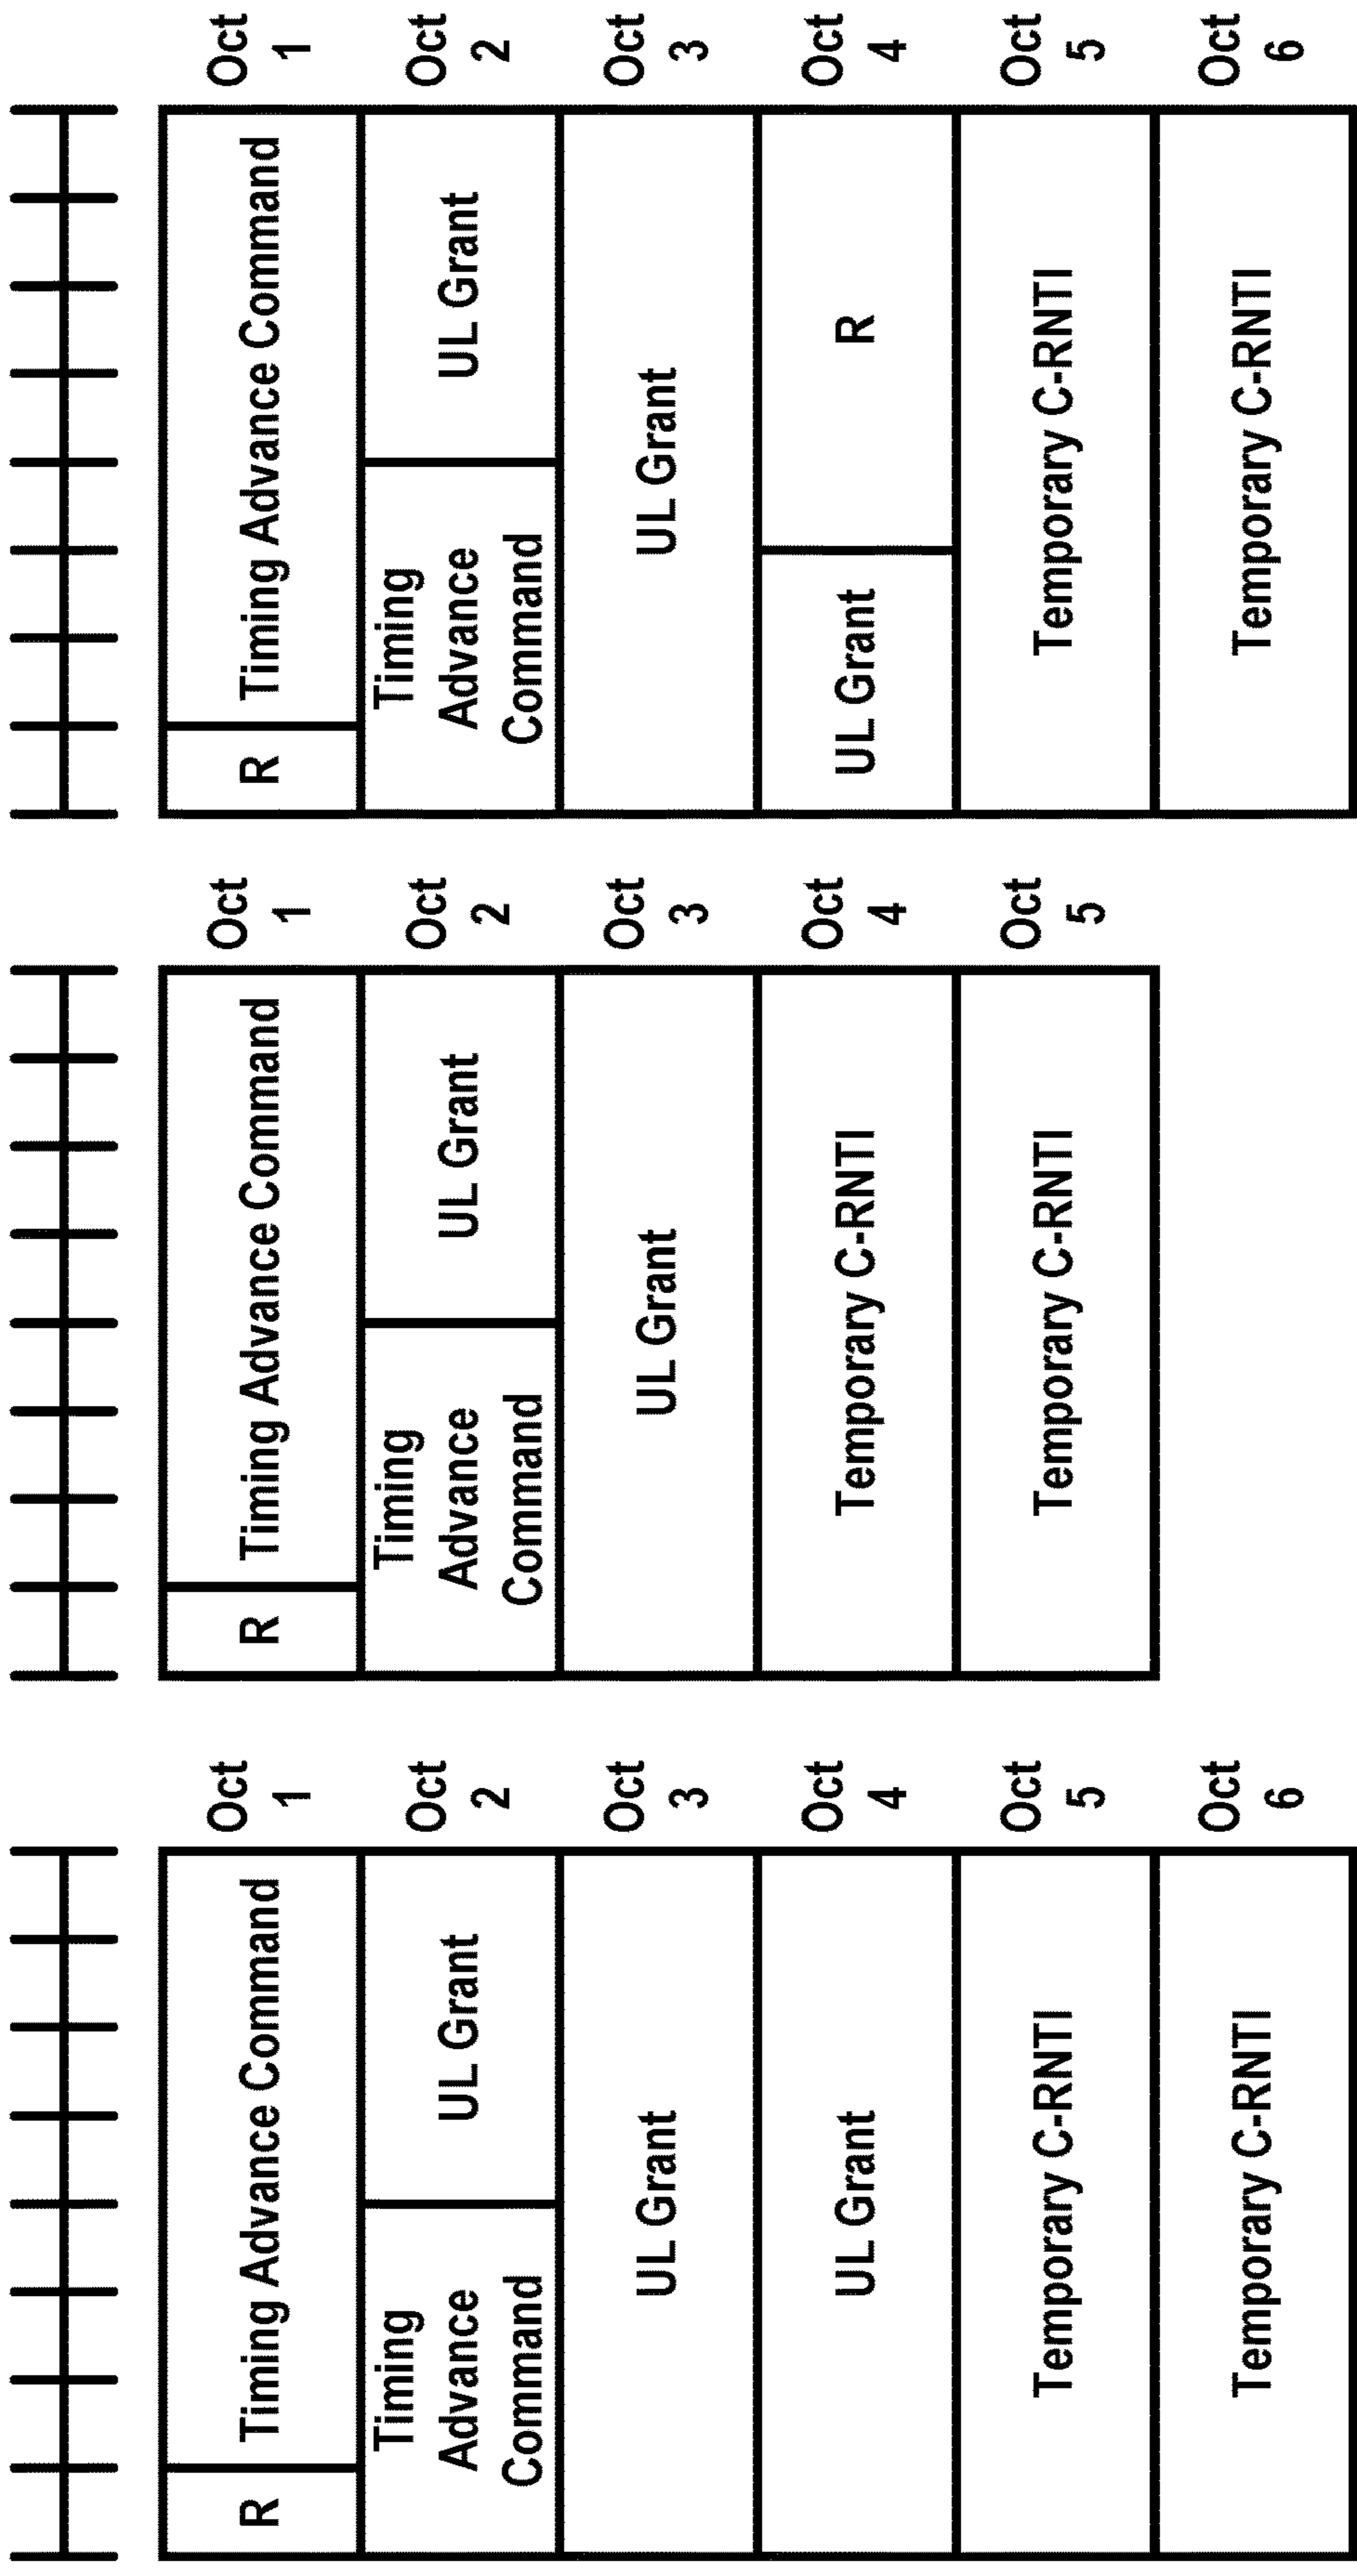 R
Timing Advance Command
Oct
1
Timing
Advance
Command
UL Grant
Oct
2
UL Grant
Oct
3
UL Grant
Oct
4
Temporary C-RNTI
Oct
5
Temporary C-RNTI
Oct
6
R
Timing Advance Command
Oct
1
Timing
Advance
Command
UL Grant
Oct
2
UL Grant
Oct
3
Temporary C-RNTI
Oct
4
Temporary C-RNTI
Oct
5
R
Timing Advance Command
Oct
1
Timing
Advance
Command
UL Grant
Oct
2
UL Grant
Oct
3
UL Grant
R
Oct
4
Temporary C-RNTI
Oct
5
Temporary C-RNTI
Oct
6